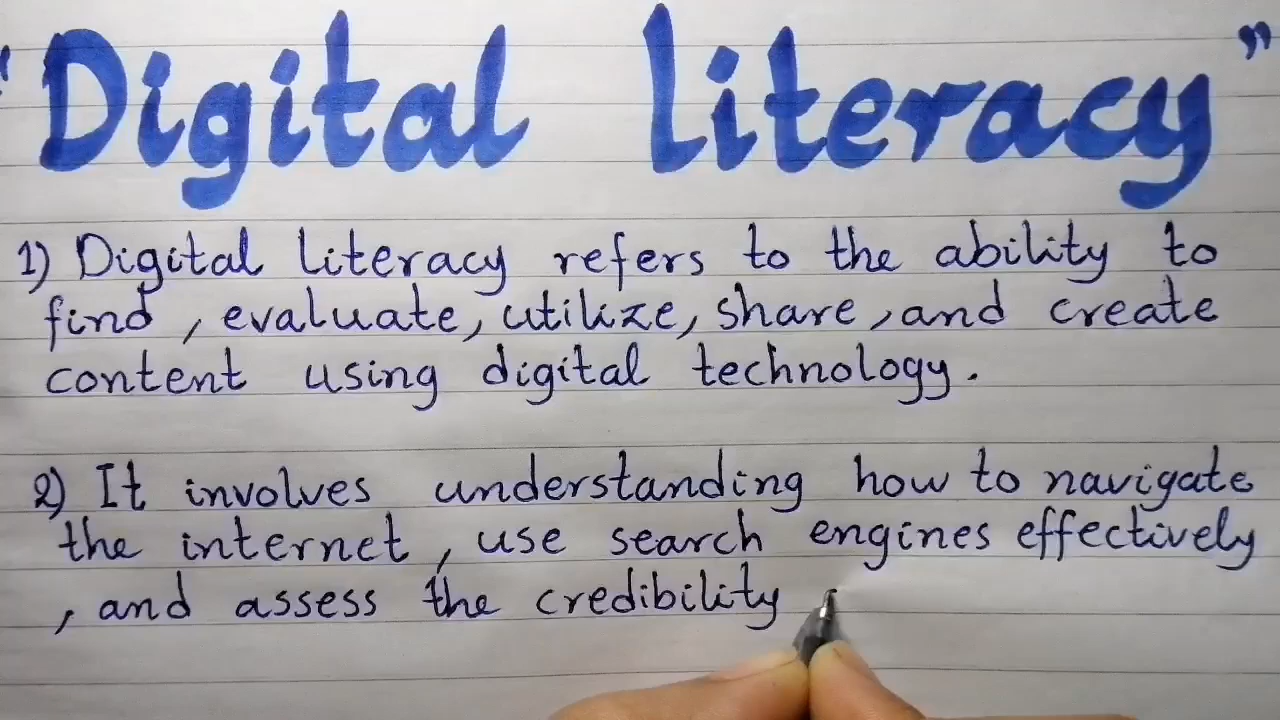 "Digital literacy"
1) Digital literacy refers to the ability to
find, evaluate, utilize, share, and create
content using digital technology.
2) It involves understanding how to navigate
the internet, use search engines effectively
, and assess the credibility